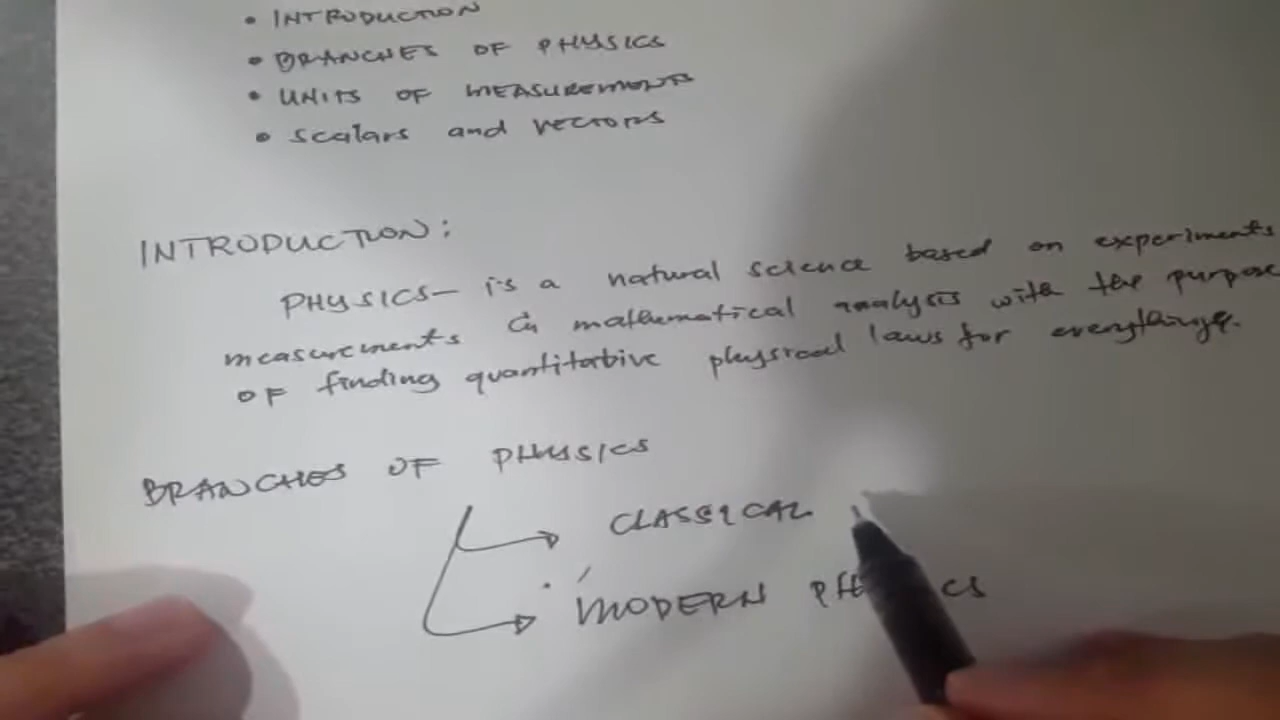 • INTRODUCTION
• BRANCHES OF PHYSICS
• UNITS OF MEASUREMENTS
• Scalars and vectors
INTRODUCTION:
PHYSICS- is a natural science based on experiments
measurements & mathematical analysis with the purpose
OF finding quantitative physical laws for everything.
BRANCHES OF PHYSICS
CLASSICAL
MODERN